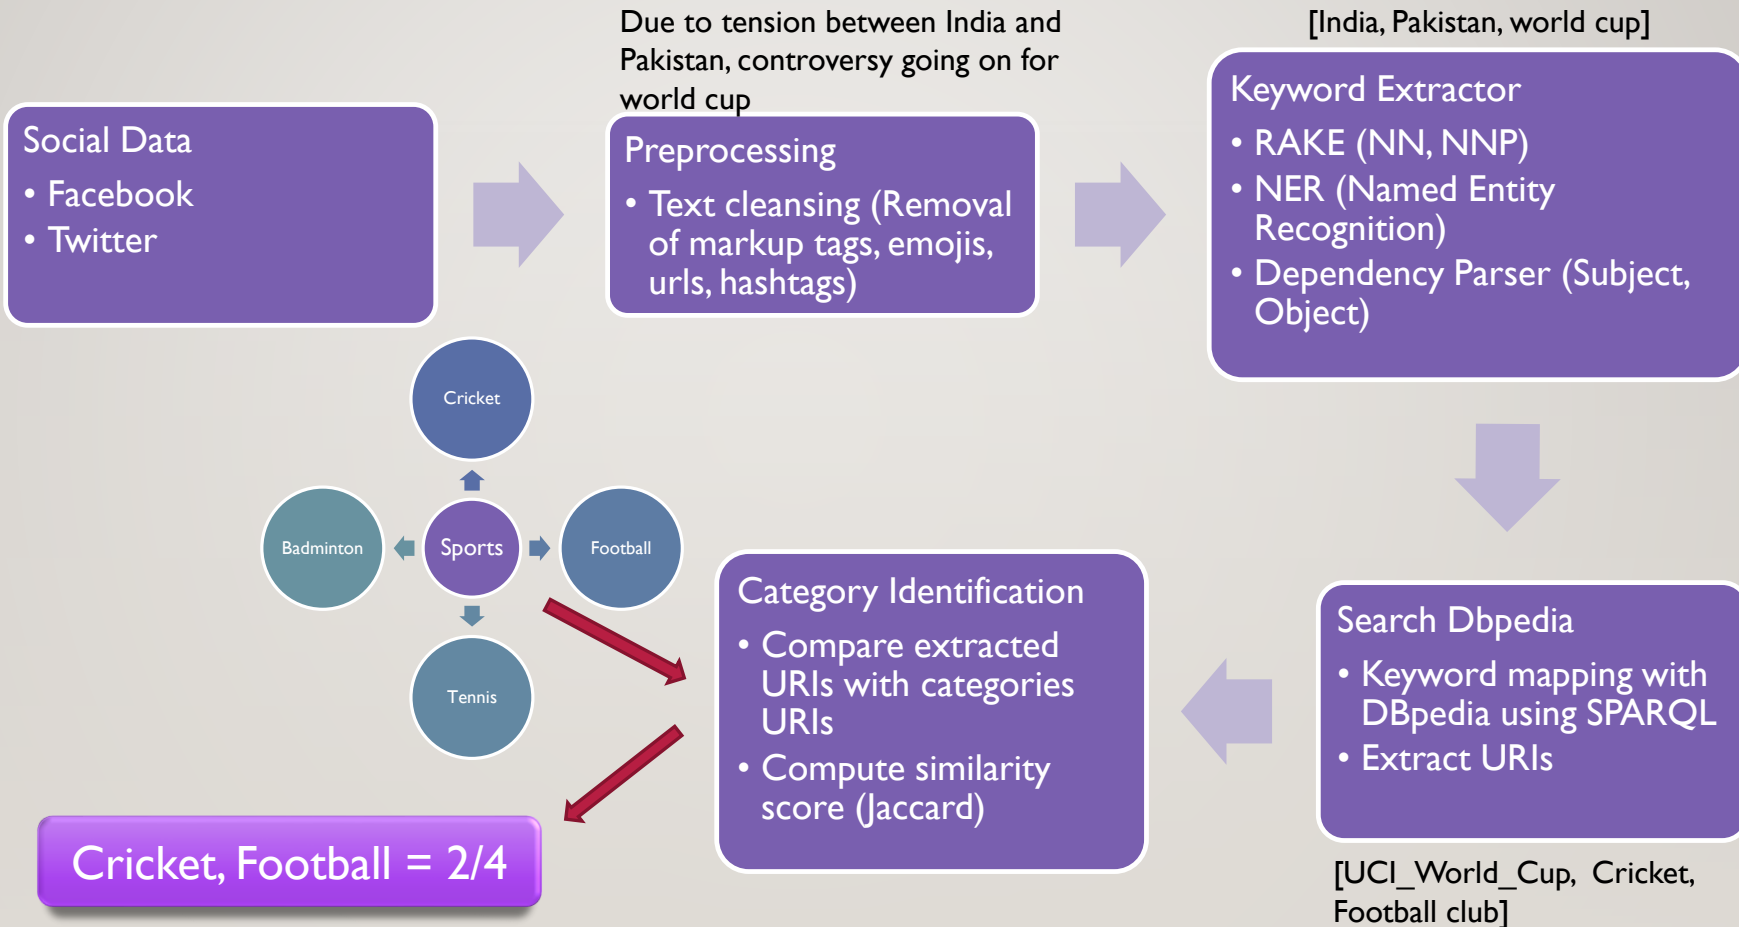 Due to tension between India and
Pakistan, controversy going on for
world cup
[India, Pakistan, world cup]
Social Data
• Facebook
• Twitter
Preprocessing
• Text cleansing (Removal
of markup tags, emojis,
urls, hashtags)
Keyword Extractor
• RAKE (NN, NNP)
• NER (Named Entity
Recognition)
• Dependency Parser (Subject,
Object)
Cricket
Badminton
Sports
Football
Tennis
Category Identification
• Compare extracted
URIs with categories
URIs
• Compute similarity
score (Jaccard)
Search Dbpedia
• Keyword mapping with
DBpedia using SPARQL
• Extract URIs
Cricket, Football = 2/4
[UCI_World_Cup, Cricket,
Football club]